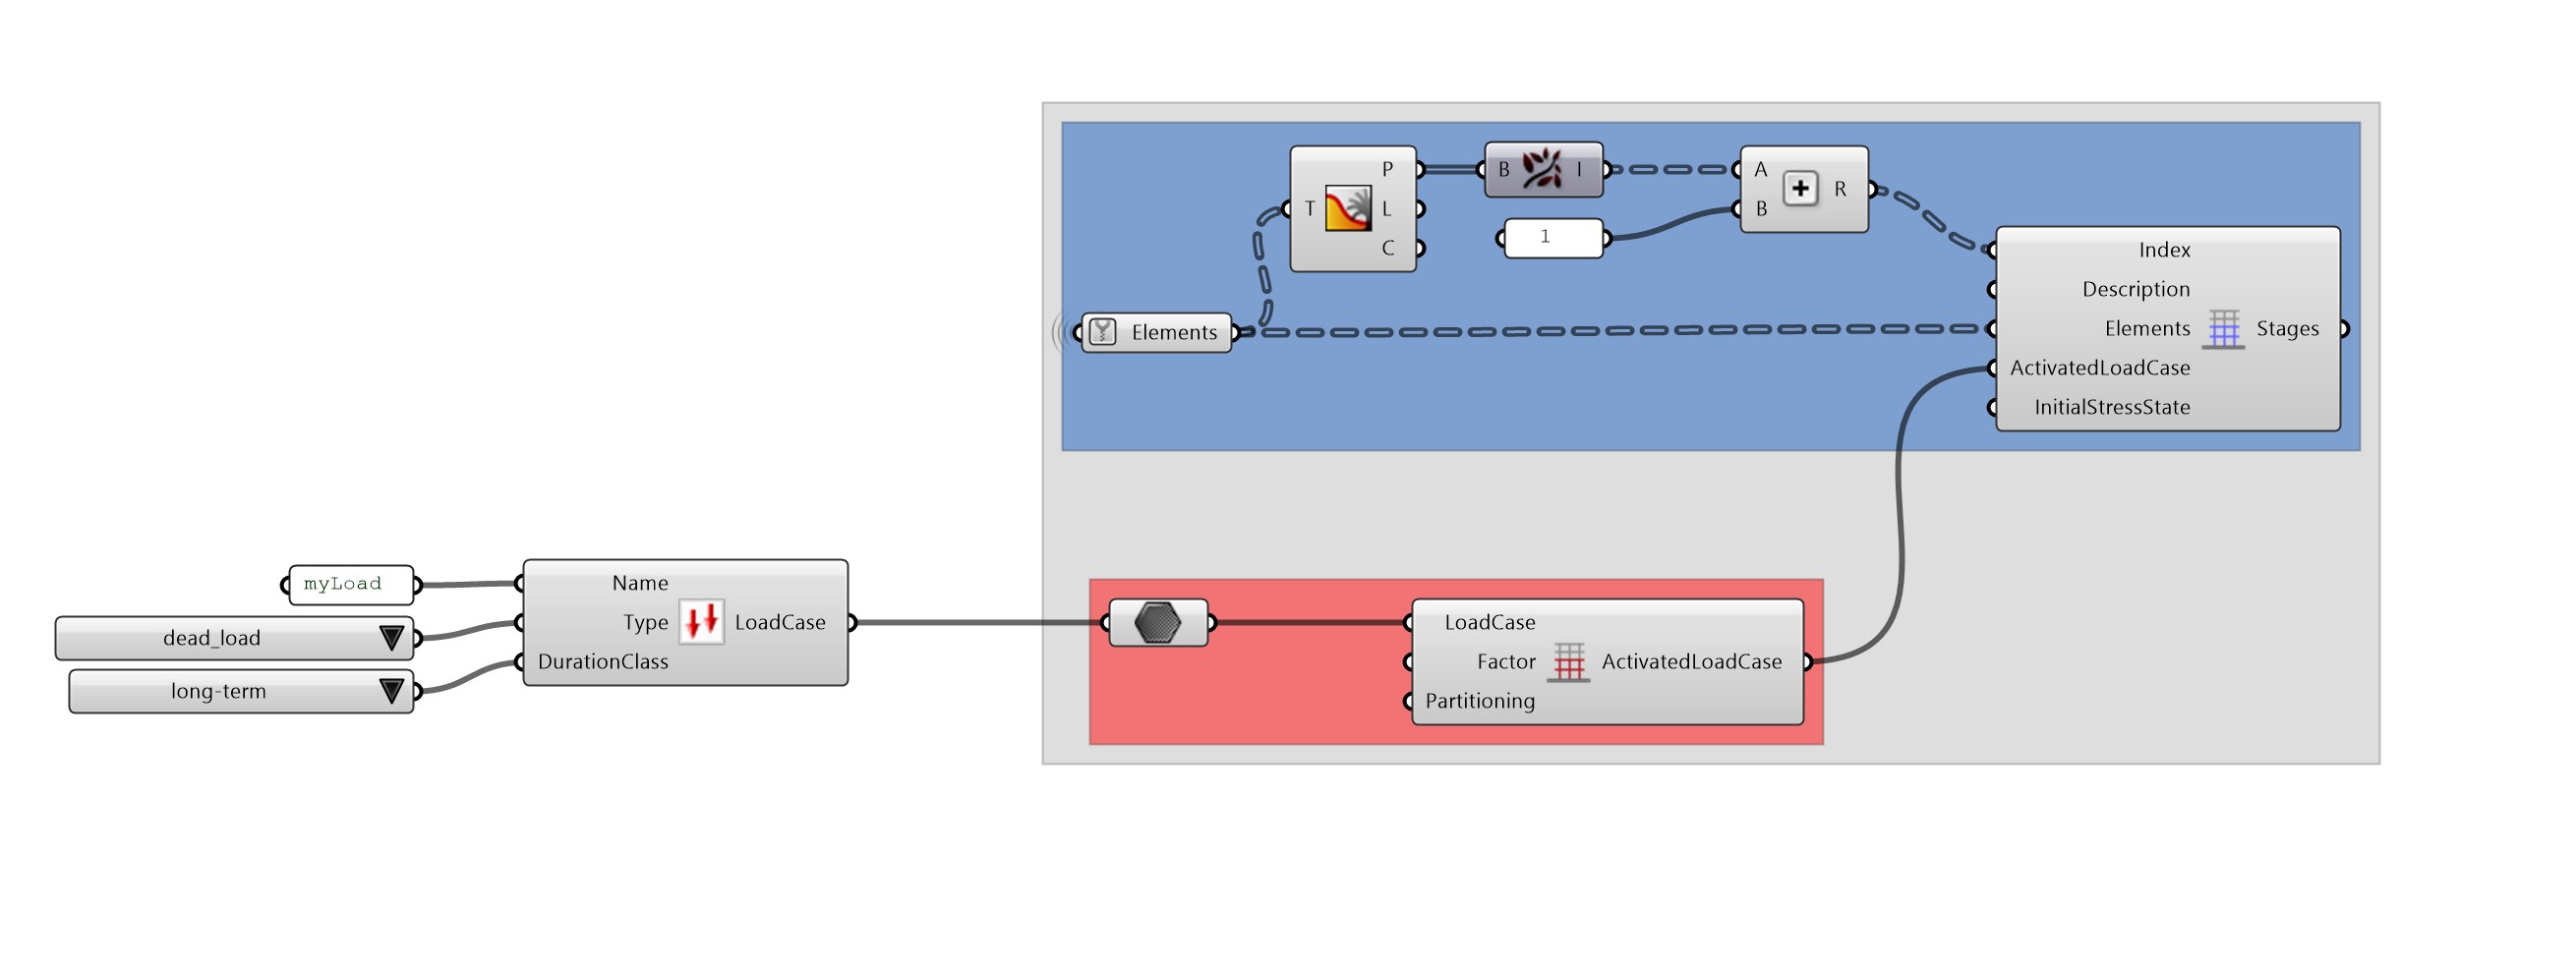 myLoad
dead_load
long-term
Name
Type
DurationClass
LoadCase
Elements
T
P
L
C
B I
1
A
B
R
Index
Description
Elements
ActivatedLoadCase
InitialStressState
Stages
LoadCase
Factor
Partitioning
ActivatedLoadCase